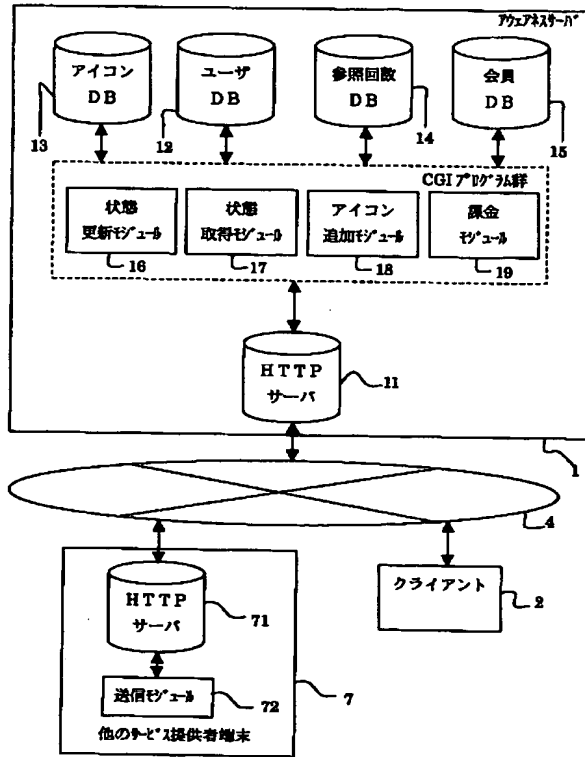 アウェアネスサーバ
アイコン
DB
ユーザ
DB
参照回数
DB
会員
DB
13
12
14
15
CGIプログラム群
状態
更新モジュール
状態
取得モジュール
アイコン
追加モジュール
課金
モジュール
16
17
18
19
HTTP
サーバ
11
1
4
HTTP
サーバ
71
クライアント
2
送信モジュール
72
7
他のサービス提供者端末